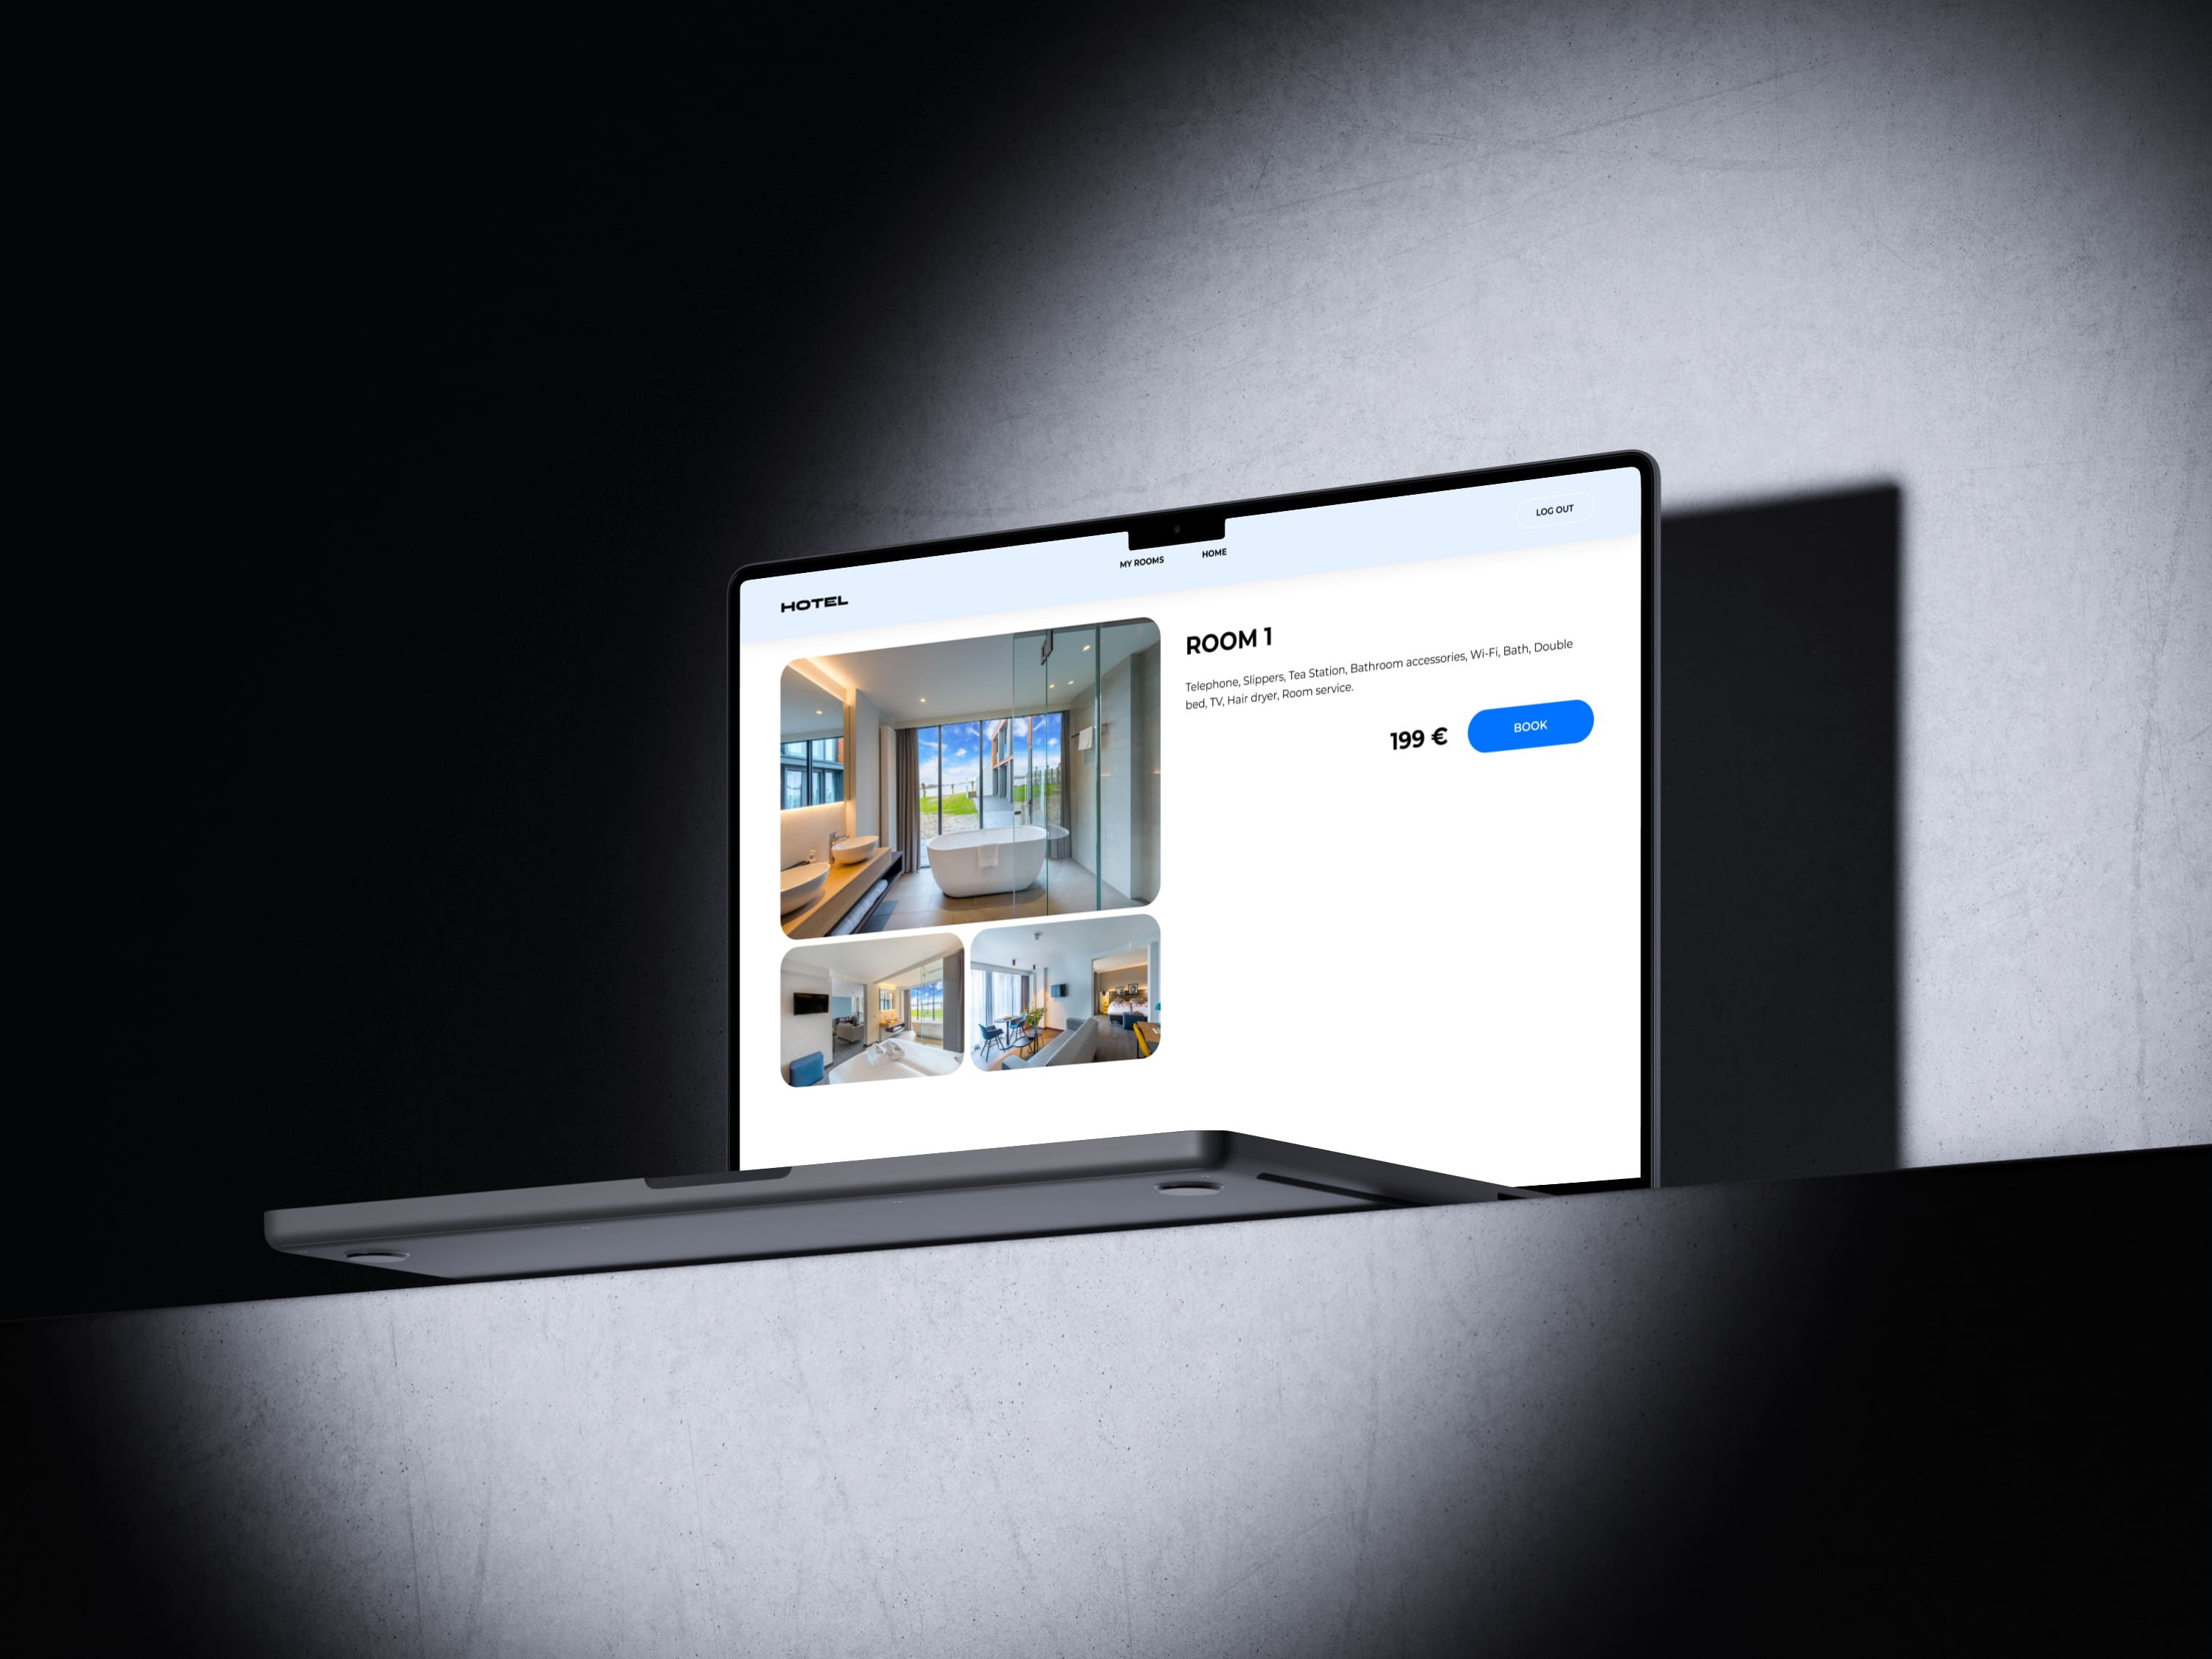 MY ROOMS
HOME
LOG OUT
HOTEL
ROOM 1
Telephone, Slippers, Tea Station, Bathroom accessories, Wi-Fi, Bath, Double
bed, TV, Hair dryer, Room service.
199 €
BOOK